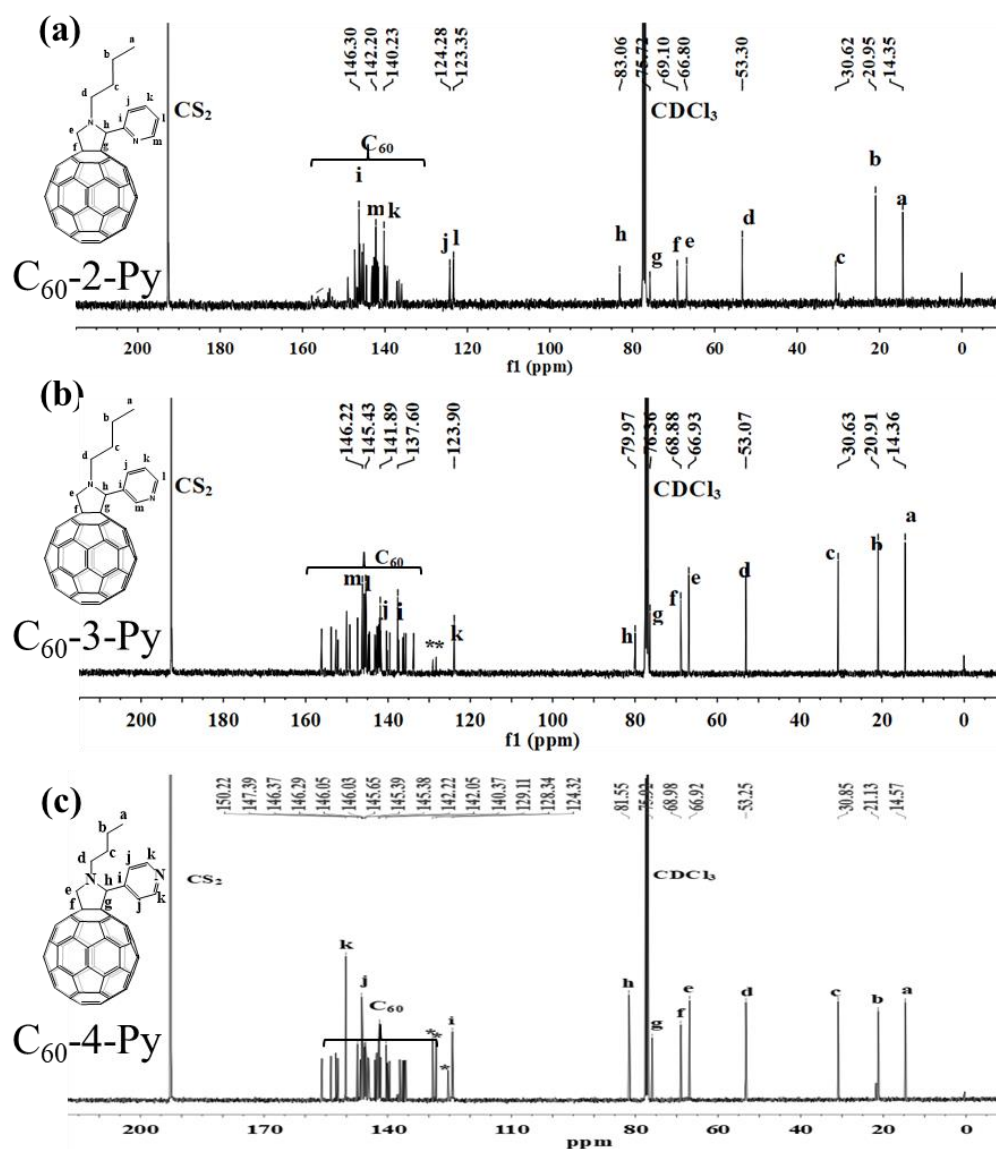 (a)
146.30
142.20
140.23
124.28
123.35
83.06
75.72
69.10
66.80
53.30
30.62
20.95
14.35
a
b
c
d
e
f
g
h
i
j
k
l
m
N
N
CS2
CDCl3
C60
i
m
k
j
l
h
g
f
e
d
c
b
a
C60-2-Py
200 180 160 140 120 100 80 60 40 20 0
f1 (ppm)
(b)
146.22
145.43
141.89
137.60
123.90
79.97
76.36
68.88
66.93
53.07
30.63
20.91
14.36
a
b
c
d
e
f
g
h
i
j
k
l
m
N
N
CS2
CDCl3
C60
m
l
j
i
**
k
h
g
f
e
d
c
b
a
C60-3-Py
200 180 160 140 120 100 80 60 40 20 0
f1 (ppm)
(c)
150.22
147.39
146.37
146.29
146.05
146.03
145.65
145.39
145.38
142.22
142.05
140.37
129.11
128.34
124.32
81.55
68.98
66.92
53.25
30.85
21.13
14.57
a
b
c
d
e
f
g
h
i
j
k
j
k
N
N
CS2
CDCl3
k
j
C60
*
*
*
i
h
g
f
e
d
c
b
a
C60-4-Py
200 170 140 110 80 60 40 20 0
ppm